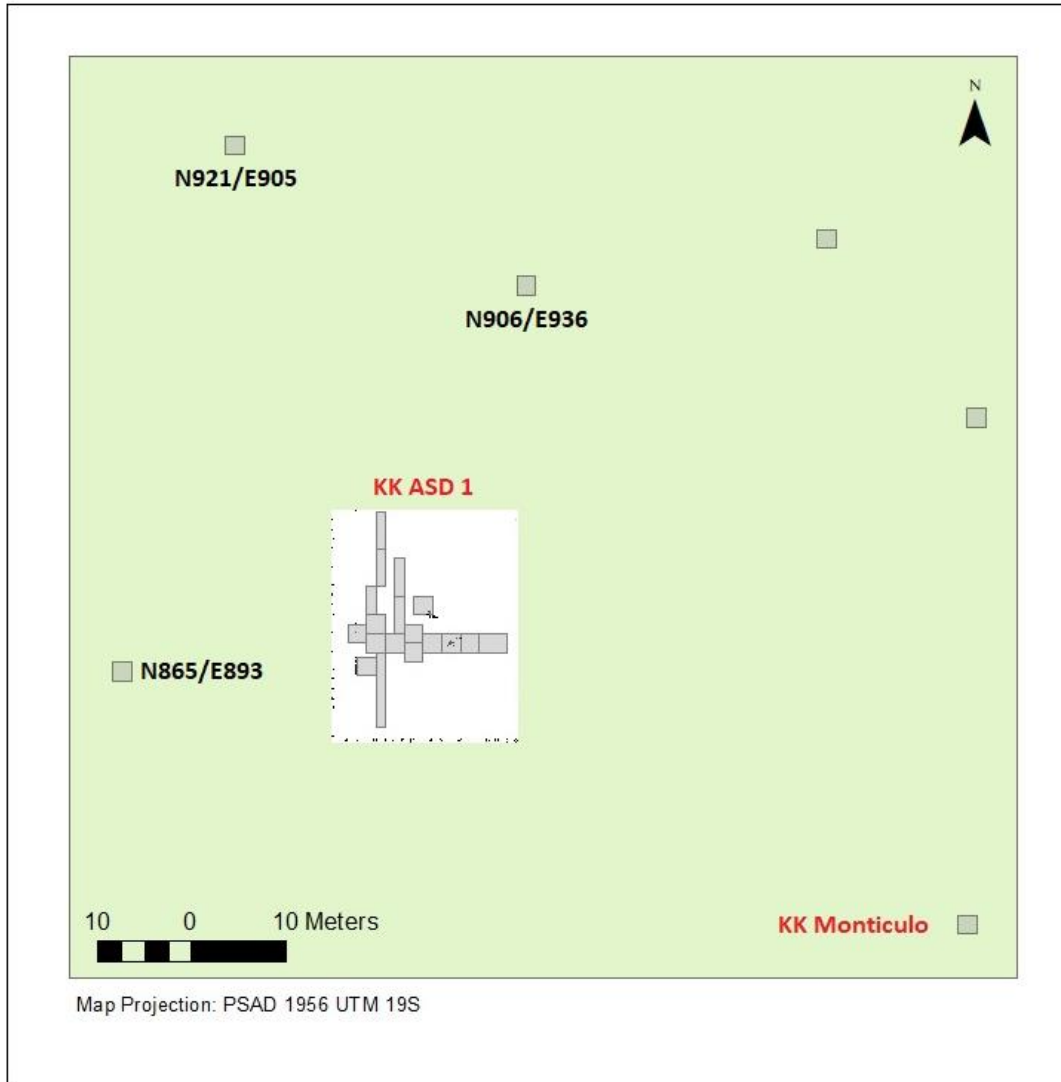 N
N921/E905
N906/E936
KK ASD 1
N865/E893
KK Monticulo
10 0 10 Meters
Map Projection: PSAD 1956 UTM 19S